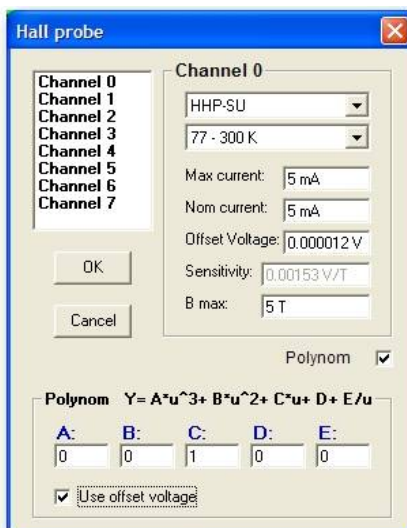 Hall probe
Channel 0
Channel 1
Channel 2
Channel 3
Channel 4
Channel 5
Channel 6
Channel 7
OK
Cancel
Channel 0
HHP-SU
77 - 300 K
Max current: 5 mA
Nom current: 5 mA
Offset Voltage: 0.000012 V
Sensitivity: 0.00153 V/T
B max: 5 T
Polynom
Polynom Y= A*u^3+ B*u^2+ C*u+ D+ E/u
A: B: C: D: E:
0 0 1 0 0
Use offset voltage